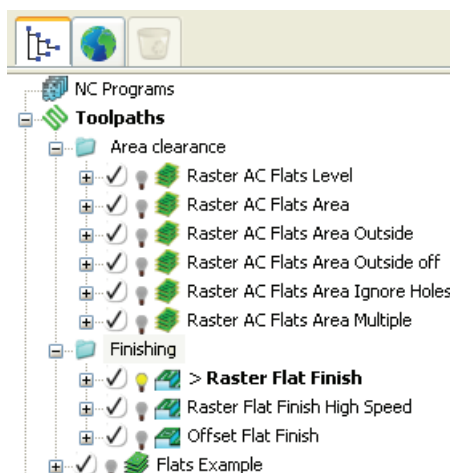 NC Programs
Toolpaths
Area clearance
Raster AC Flats Level
Raster AC Flats Area
Raster AC Flats Area Outside
Raster AC Flats Area Outside off
Raster AC Flats Area Ignore Holes
Raster AC Flats Area Multiple
Finishing
> Raster Flat Finish
Raster Flat Finish High Speed
Offset Flat Finish
Flats Example